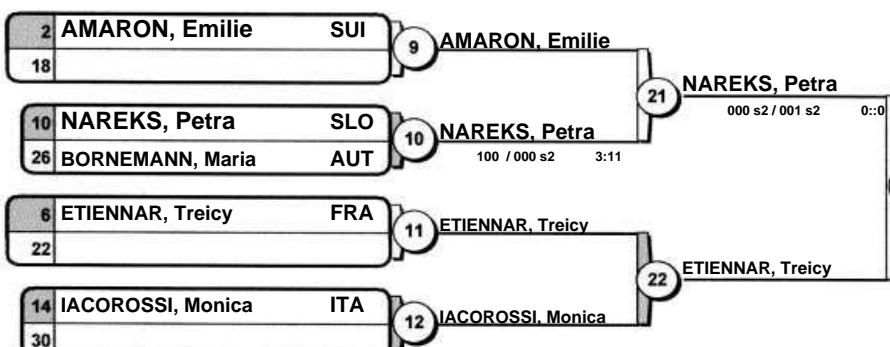 2 AMARON, Emilie SUI
18
9 AMARON, Emilie
10 NAREKS, Petra SLO
26 BORNEMANN, Maria AUT
10 NAREKS, Petra
100 / 000 s2 3:11
21 NAREKS, Petra
000 s2 / 001 s2 0::0
6 ETIENNAR, Treicy FRA
22
11 ETIENNAR, Treicy
14 IACOROSSI, Monica ITA
30
12 IACOROSSI, Monica
22 ETIENNAR, Treicy